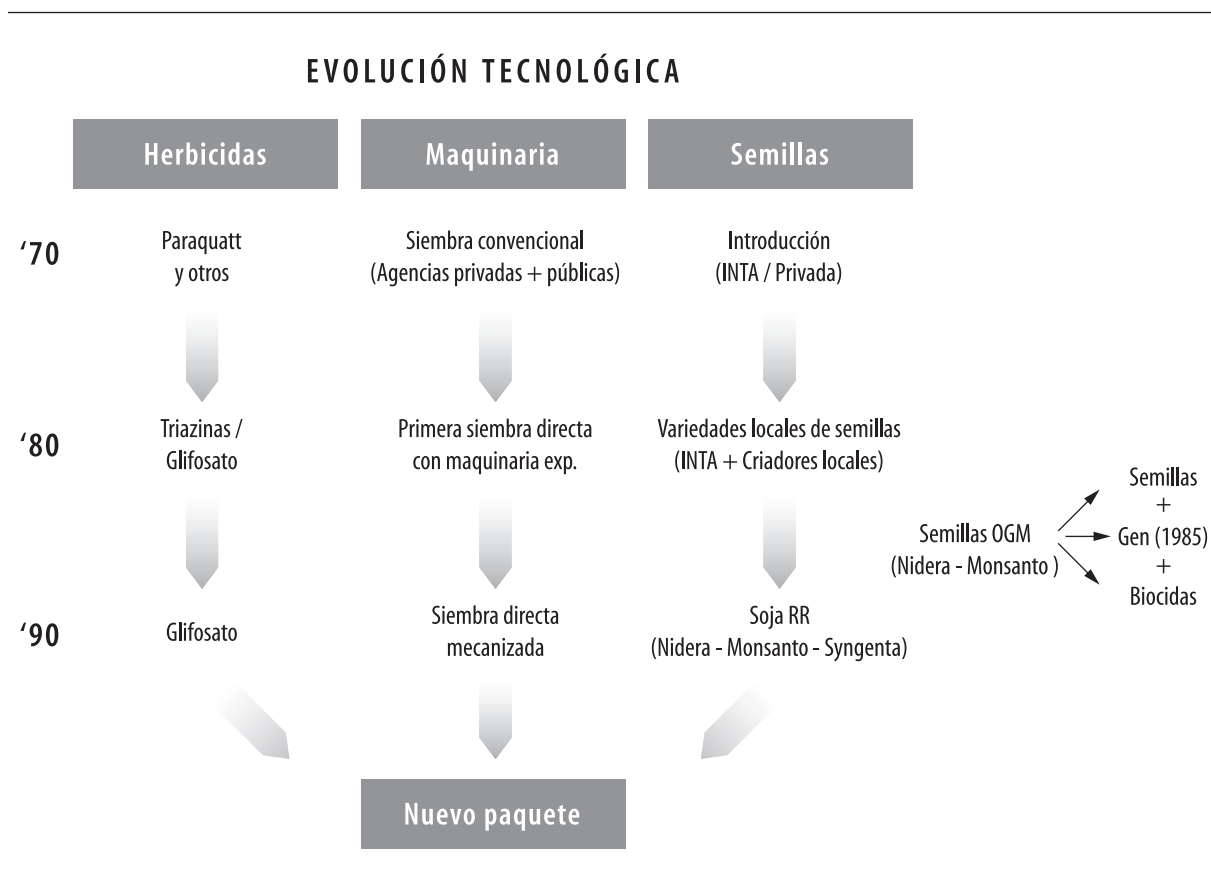 EVOLUCIÓN TECNOLÓGICA
Herbicidas
Maquinaria
Semillas
‘70
Paraquatt
y otros
Siembra convencional
(Agencias privadas + públicas)
Introducción
(INTA / Privada)
‘80
Triazinas /
Glifosato
Primera siembra directa
con maquinaria exp.
Variedades locales de semillas
(INTA + Criadores locales)
Semillas OGM
(Nidera - Monsanto )
Semillas
+
Gen (1985)
+
Biocidas
‘90
Glifosato
Siembra directa
mecanizada
Soja RR
(Nidera - Monsanto - Syngenta)
Nuevo paquete